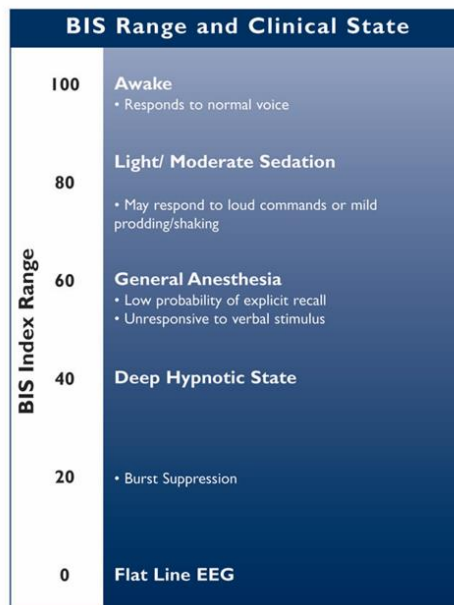 BIS Range and Clinical State
BIS Index Range
100
Awake
• Responds to normal voice
Light/ Moderate Sedation
80
• May respond to loud commands or mild
prodding/shaking
60
General Anesthesia
• Low probability of explicit recall
• Unresponsive to verbal stimulus
40
Deep Hypnotic State
20
• Burst Suppression
0
Flat Line EEG